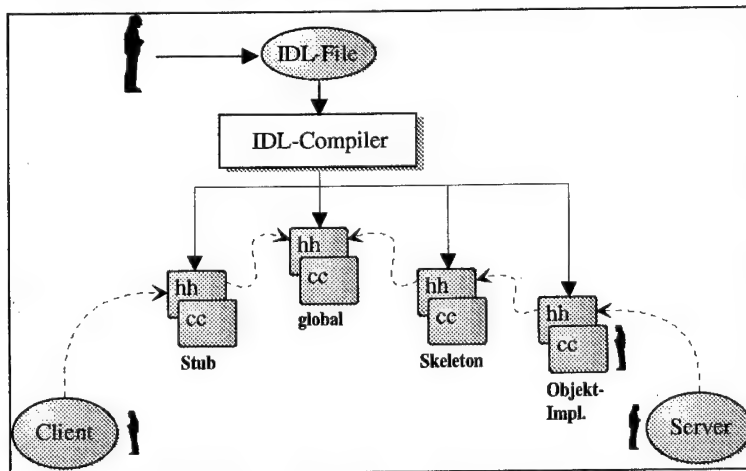 IDL-File
IDL-Compiler
hh
cc
Stub
hh
cc
global
hh
cc
Skeleton
hh
cc
Objekt-
Impl.
Client
Server